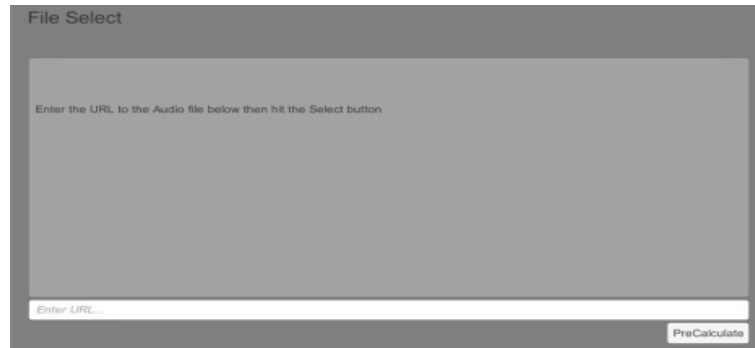 File Select
Enter the URL to the Audio file below then hit the Select button
Enter URL...
PreCalculate